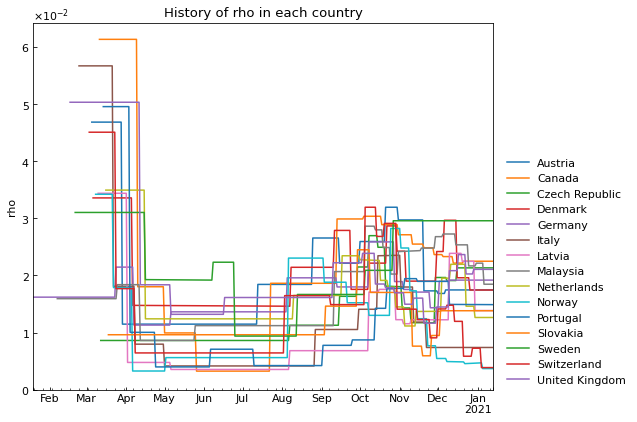 History of rho in each country
×10⁻²
6
5
4
3
2
1
0
rho
Feb Mar Apr May Jun Jul Aug Sep Oct Nov Dec Jan
2021
Austria
Canada
Czech Republic
Denmark
Germany
Italy
Latvia
Malaysia
Netherlands
Norway
Portugal
Slovakia
Sweden
Switzerland
United Kingdom